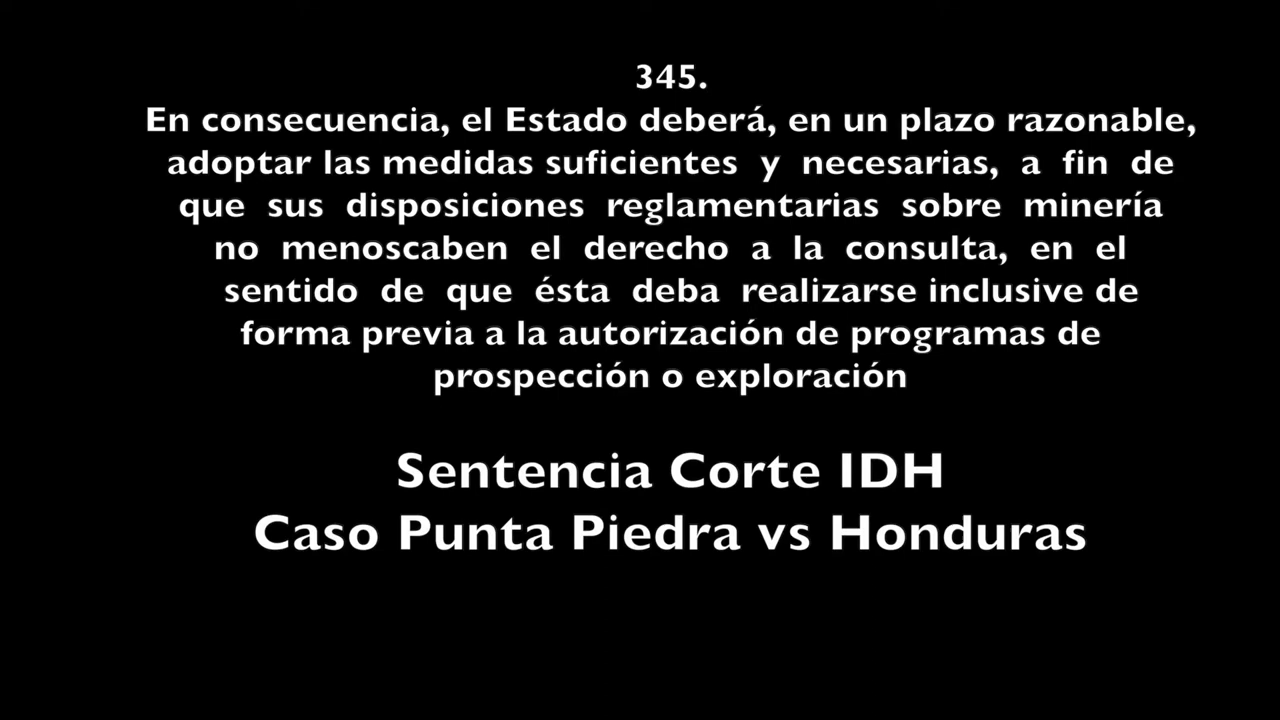 345.
En consecuencia, el Estado deberá, en un plazo razonable,
adoptar las medidas suficientes y necesarias, a fin de
que sus disposiciones reglamentarias sobre minería
no menoscaben el derecho a la consulta, en el
sentido de que ésta deba realizarse inclusive de
forma previa a la autorización de programas de
prospección o exploración
Sentencia Corte IDH
Caso Punta Piedra vs Honduras